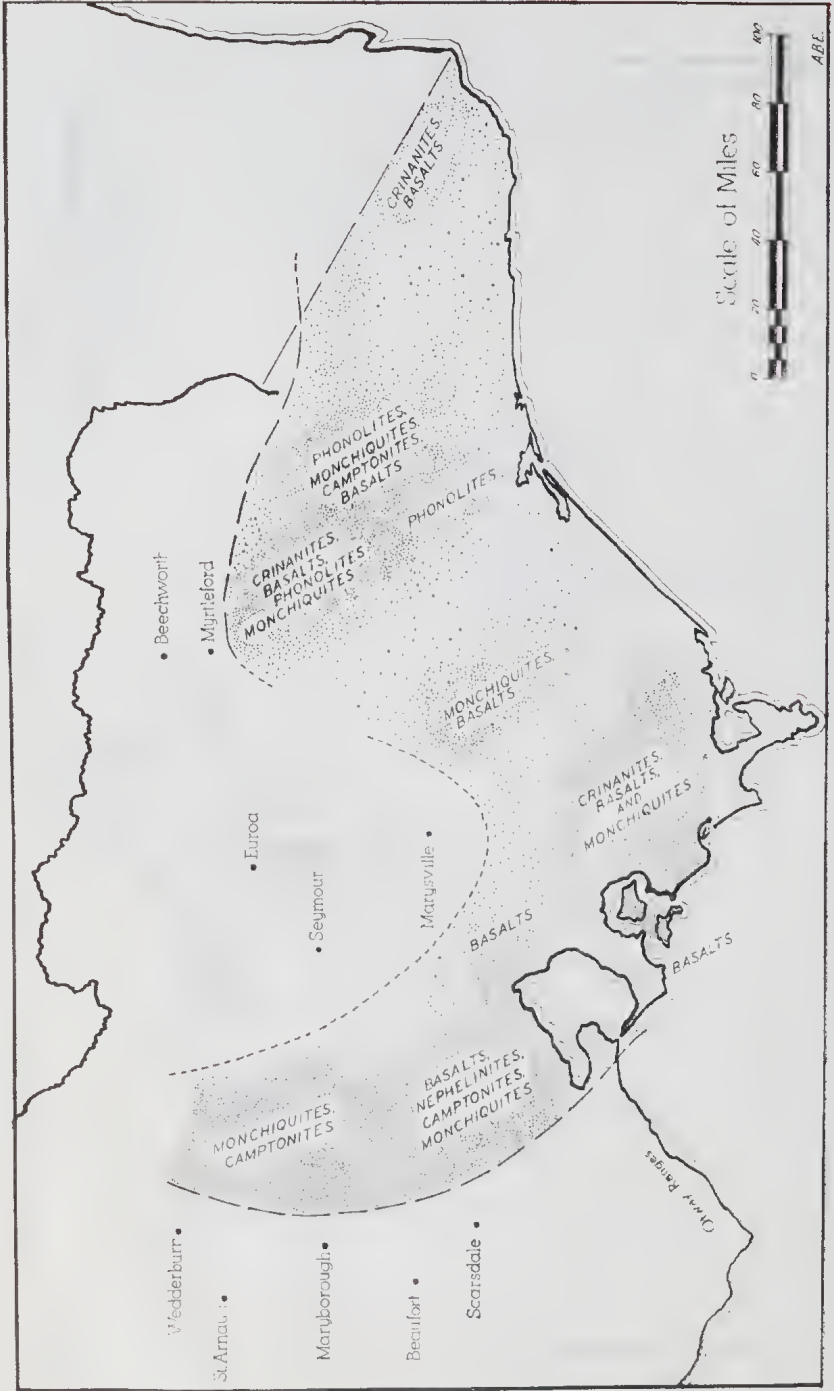 Wedderburn
St. Arnaud
Maryborough
Beaufort
Scarsdale
Otway Ranges
MONCHIQUITES,
CAMPTONITES
BASALTS,
NEPHELINITES,
CAMPTONITES,
MONCHIQUITES
Seymour
Euroa
Marysville
BASALTS
BASALTS
Beechworth
Myrtleford
CRINANITES,
BASALTS,
PHONOLITES
MONCHIQUITES
MONCHIQUITES,
BASALTS
CRINANITES,
BASALTS,
AND
MONCHIQUITES
PHONOLITES,
MONCHIQUITES,
CAMPTONITES,
BASALTS
PHONOLITES
CRINANITES,
BASALTS
Scale of Miles
0 20 40 60 80 100
A.B.E.